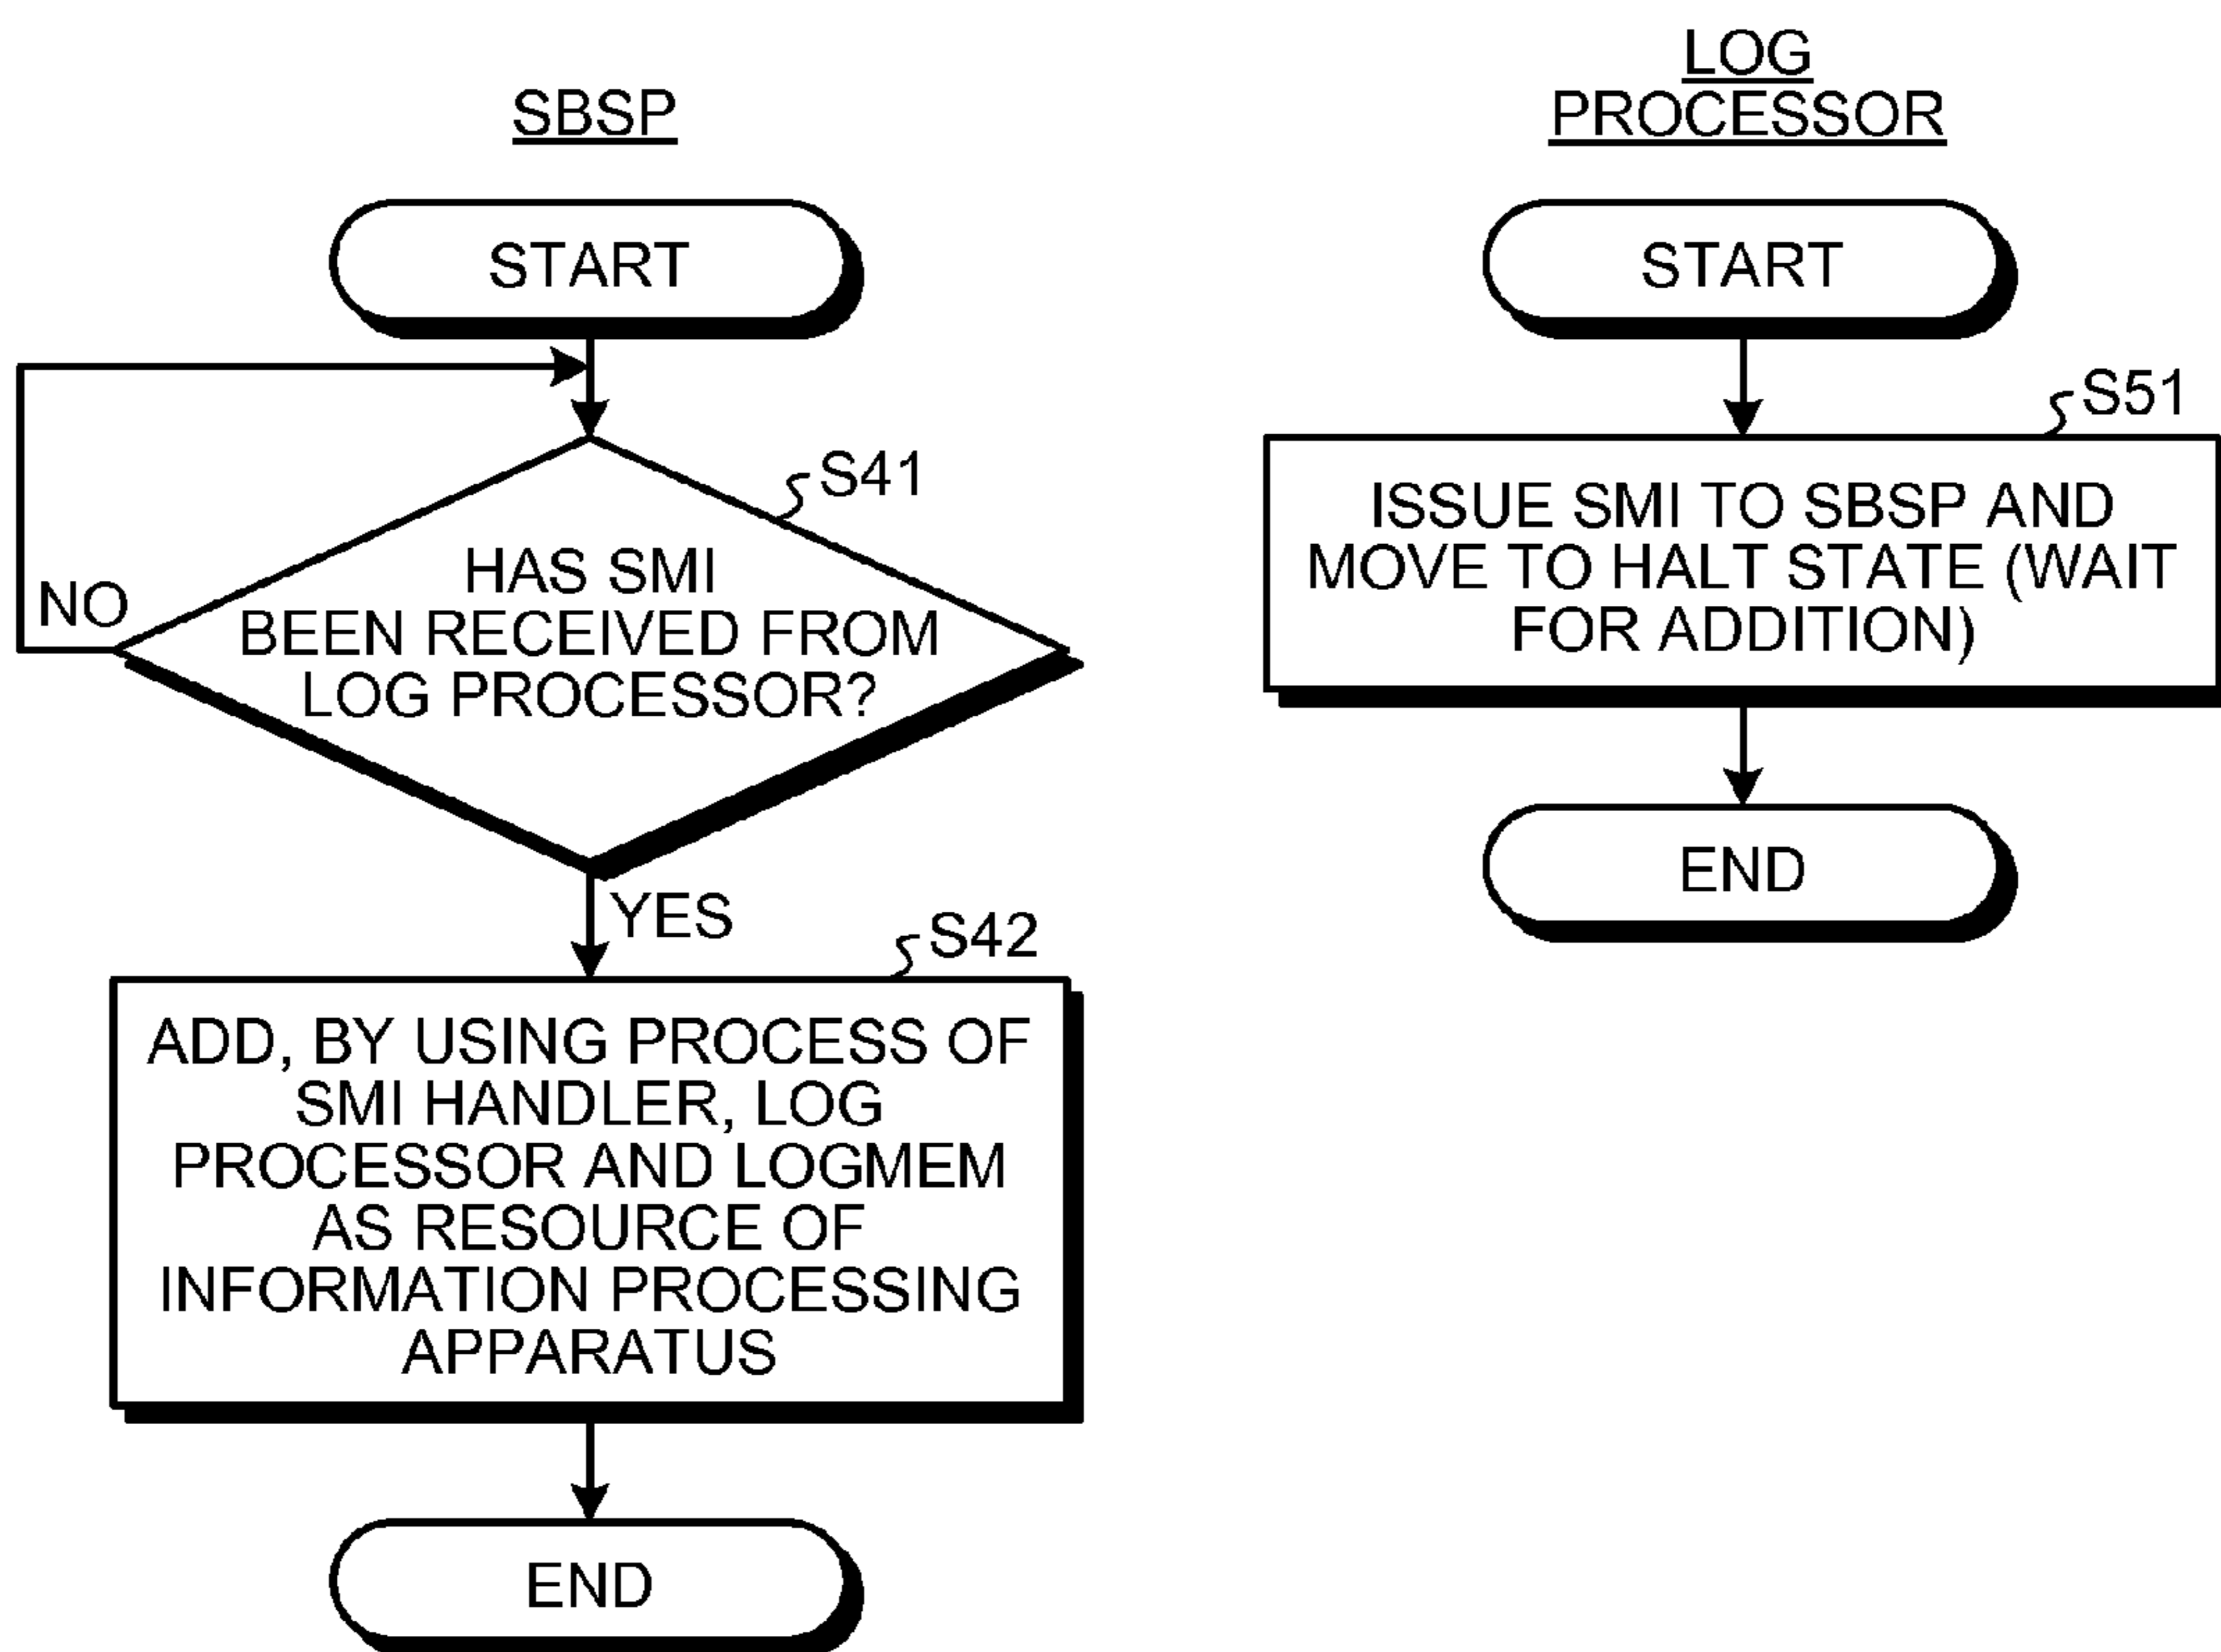 SBSP
START
S41
HAS SMI
BEEN RECEIVED FROM
LOG PROCESSOR?
NO
YES
S42
ADD, BY USING PROCESS OF
SMI HANDLER, LOG
PROCESSOR AND LOGMEM
AS RESOURCE OF
INFORMATION PROCESSING
APPARATUS
END
LOG
PROCESSOR
START
S51
ISSUE SMI TO SBSP AND
MOVE TO HALT STATE (WAIT
FOR ADDITION)
END